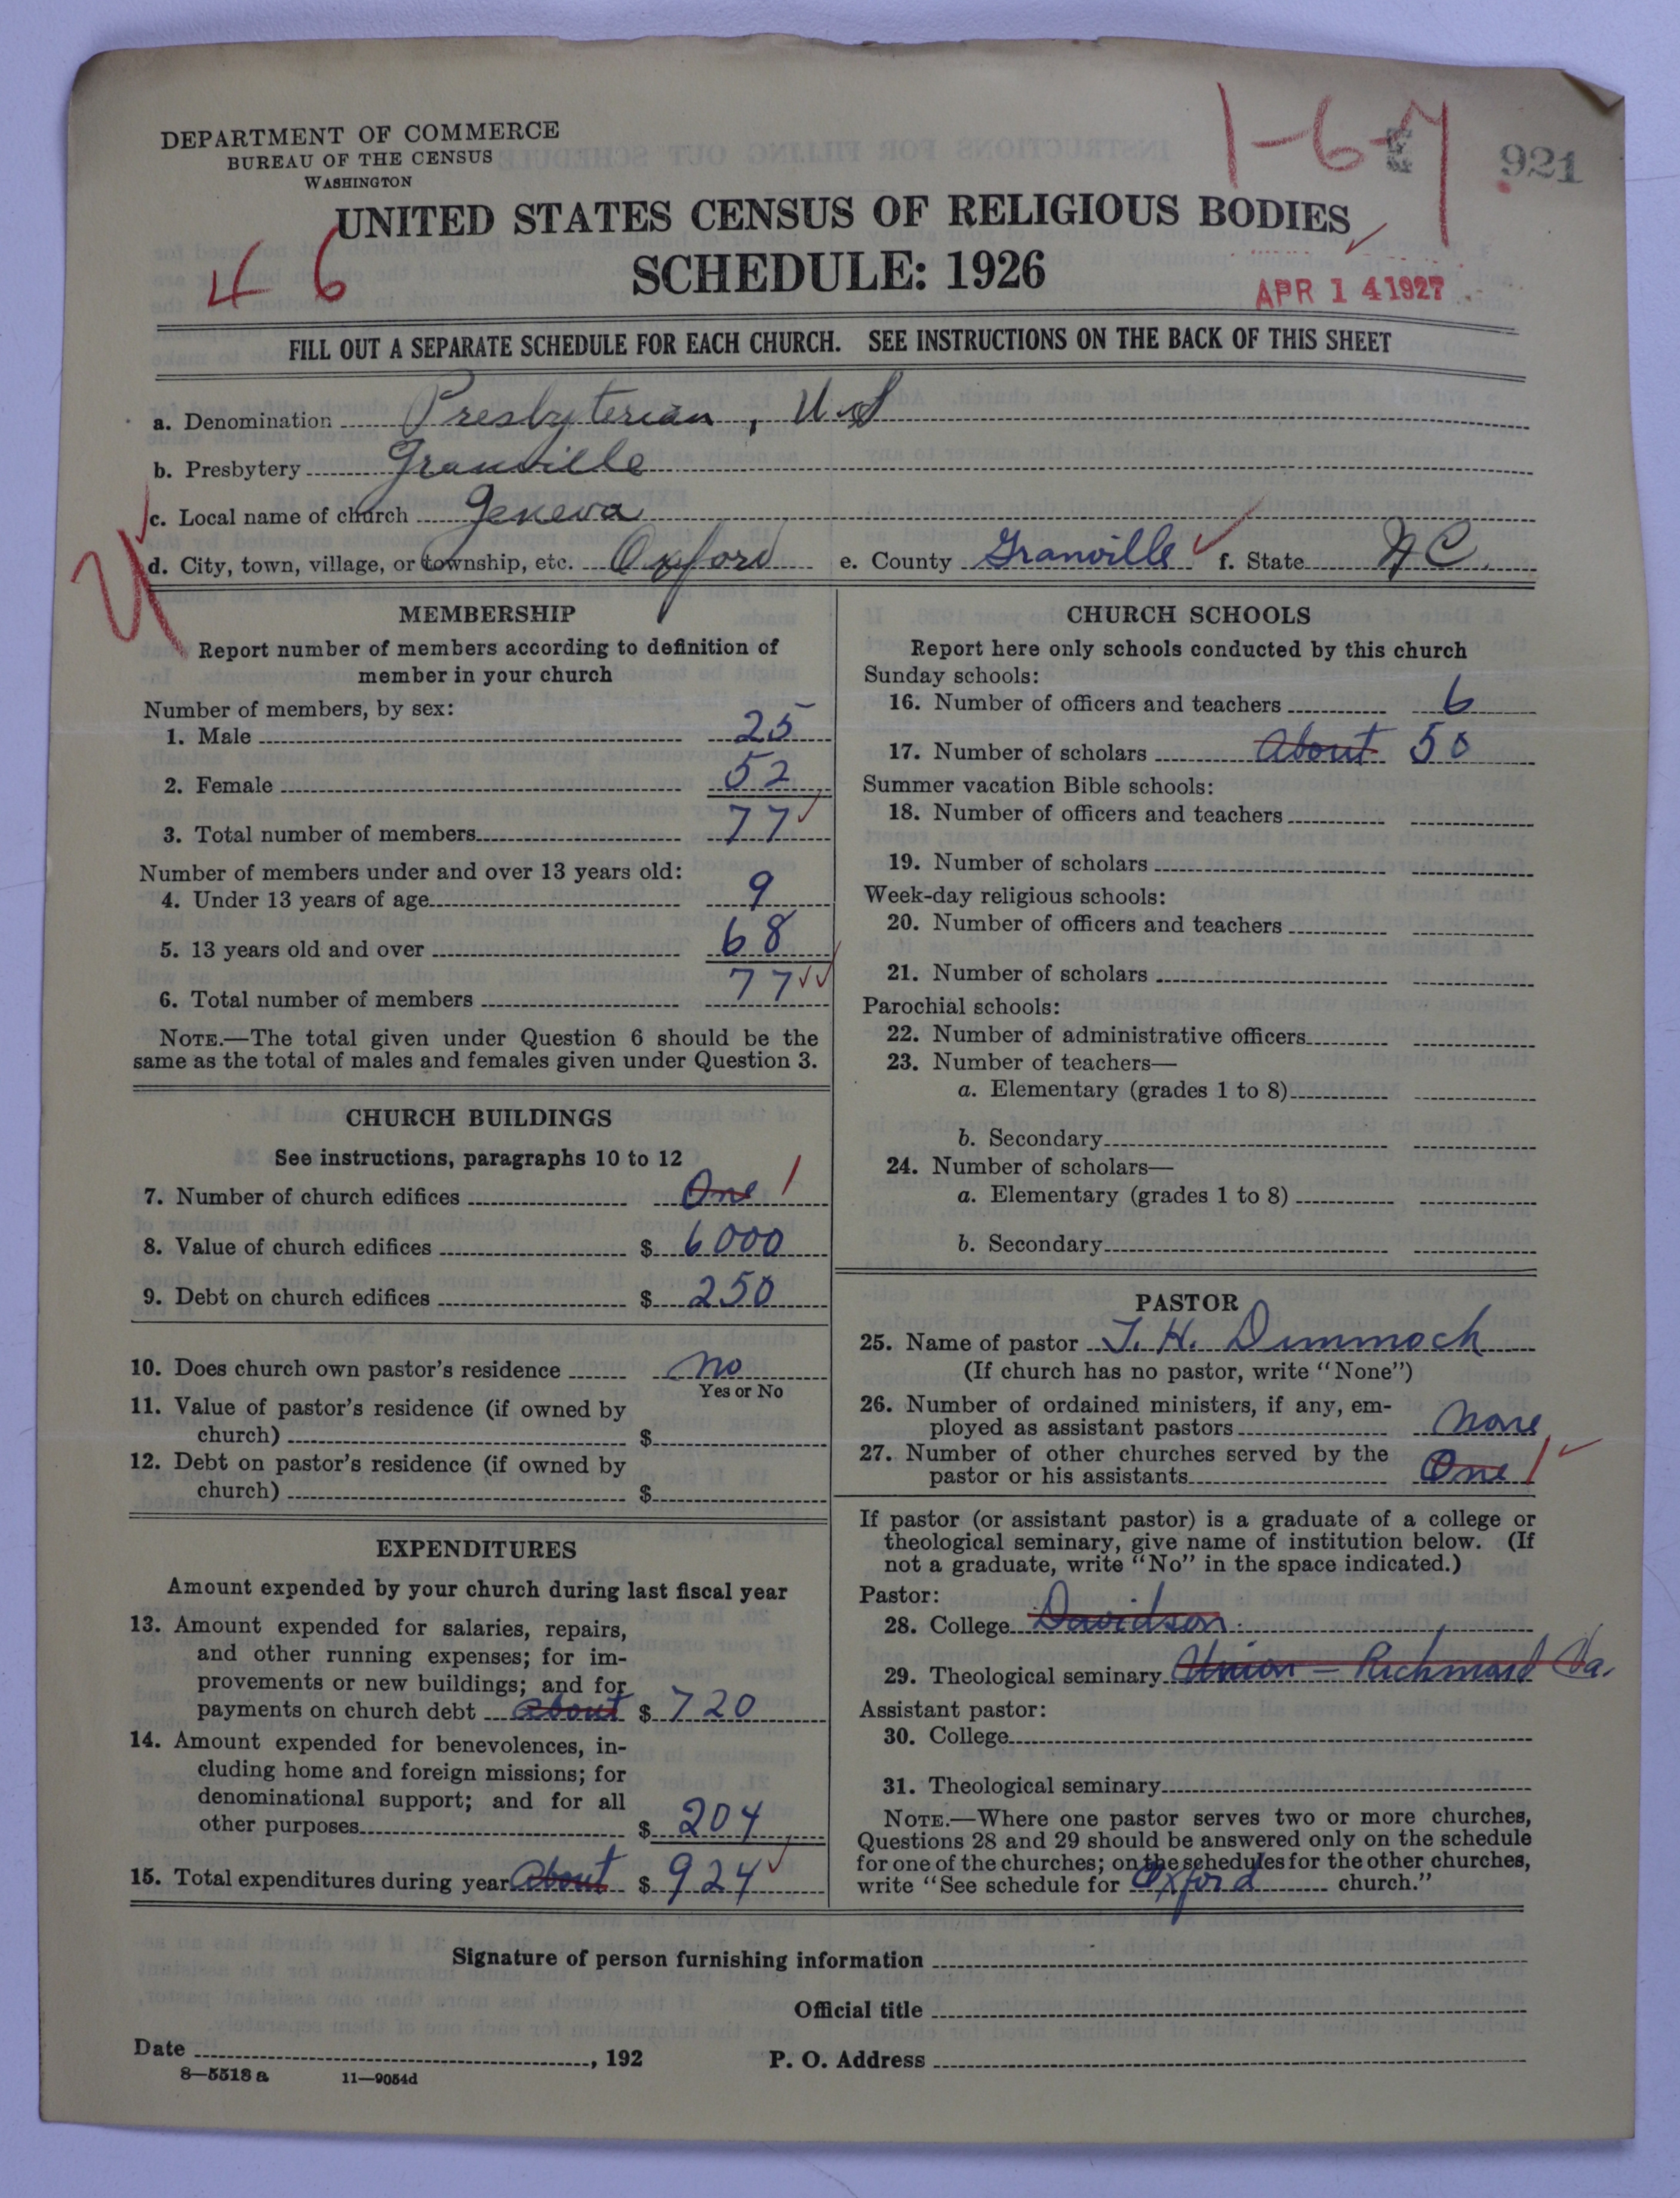 DEPARTMENT OF COMMERCE
BUREAU OF THE CENSUS
WASHINGTON
1-6-
921
UNITED STATES CENSUS OF RELIGIOUS BODIES
SCHEDULE: 1926
46
APR 14 1927
FILL OUT A SEPARATE SCHEDULE FOR EACH CHURCH. SEE INSTRUCTIONS ON THE BACK OF THIS SHEET
a. Denomination Presbyterian, U.S
b. Presbytery Granville
c. Local name of church Geneva
d. City, town, village, or township, etc. Oxford e. County Granville f. State N C
MEMBERSHIP
Report number of members according to definition of
member in your church
Number of members, by sex:
1. Male 25
2. Female 52
3. Total number of members 77
Number of members under and over 13 years old:
4. Under 13 years of age 9
5. 13 years old and over 68
6. Total number of members 77
NOTE.—The total given under Question 6 should be the
same as the total of males and females given under Question 3.
CHURCH BUILDINGS
See instructions, paragraphs 10 to 12
7. Number of church edifices One 1
8. Value of church edifices $ 6000
9. Debt on church edifices $ 250
10. Does church own pastor's residence no
Yes or No
11. Value of pastor's residence (if owned by
church) $
12. Debt on pastor's residence (if owned by
church) $
EXPENDITURES
Amount expended by your church during last fiscal year
13. Amount expended for salaries, repairs,
and other running expenses; for im-
provements or new buildings; and for
payments on church debt about $ 720
14. Amount expended for benevolences, in-
cluding home and foreign missions; for
denominational support; and for all
other purposes $ 204
15. Total expenditures during year About $ 924
CHURCH SCHOOLS
Report here only schools conducted by this church
Sunday schools:
16. Number of officers and teachers 6
17. Number of scholars About 50
Summer vacation Bible schools:
18. Number of officers and teachers
19. Number of scholars
Week-day religious schools:
20. Number of officers and teachers
21. Number of scholars
Parochial schools:
22. Number of administrative officers
23. Number of teachers—
a. Elementary (grades 1 to 8)
b. Secondary
24. Number of scholars—
a. Elementary (grades 1 to 8)
b. Secondary
PASTOR
25. Name of pastor J. H. Dimmock
(If church has no pastor, write "None")
26. Number of ordained ministers, if any, em-
ployed as assistant pastors none
27. Number of other churches served by the
pastor or his assistants One 1
If pastor (or assistant pastor) is a graduate of a college or
theological seminary, give name of institution below. (If
not a graduate, write "No" in the space indicated.)
Pastor:
28. College Davidson
29. Theological seminary Union - Richmond Va.
Assistant pastor:
30. College
31. Theological seminary
NOTE.—Where one pastor serves two or more churches,
Questions 28 and 29 should be answered only on the schedule
for one of the churches; on the schedules for the other churches,
write "See schedule for Oxford church."
Signature of person furnishing information
Official title
Date , 192
P. O. Address
8—5518 a 11—9054d